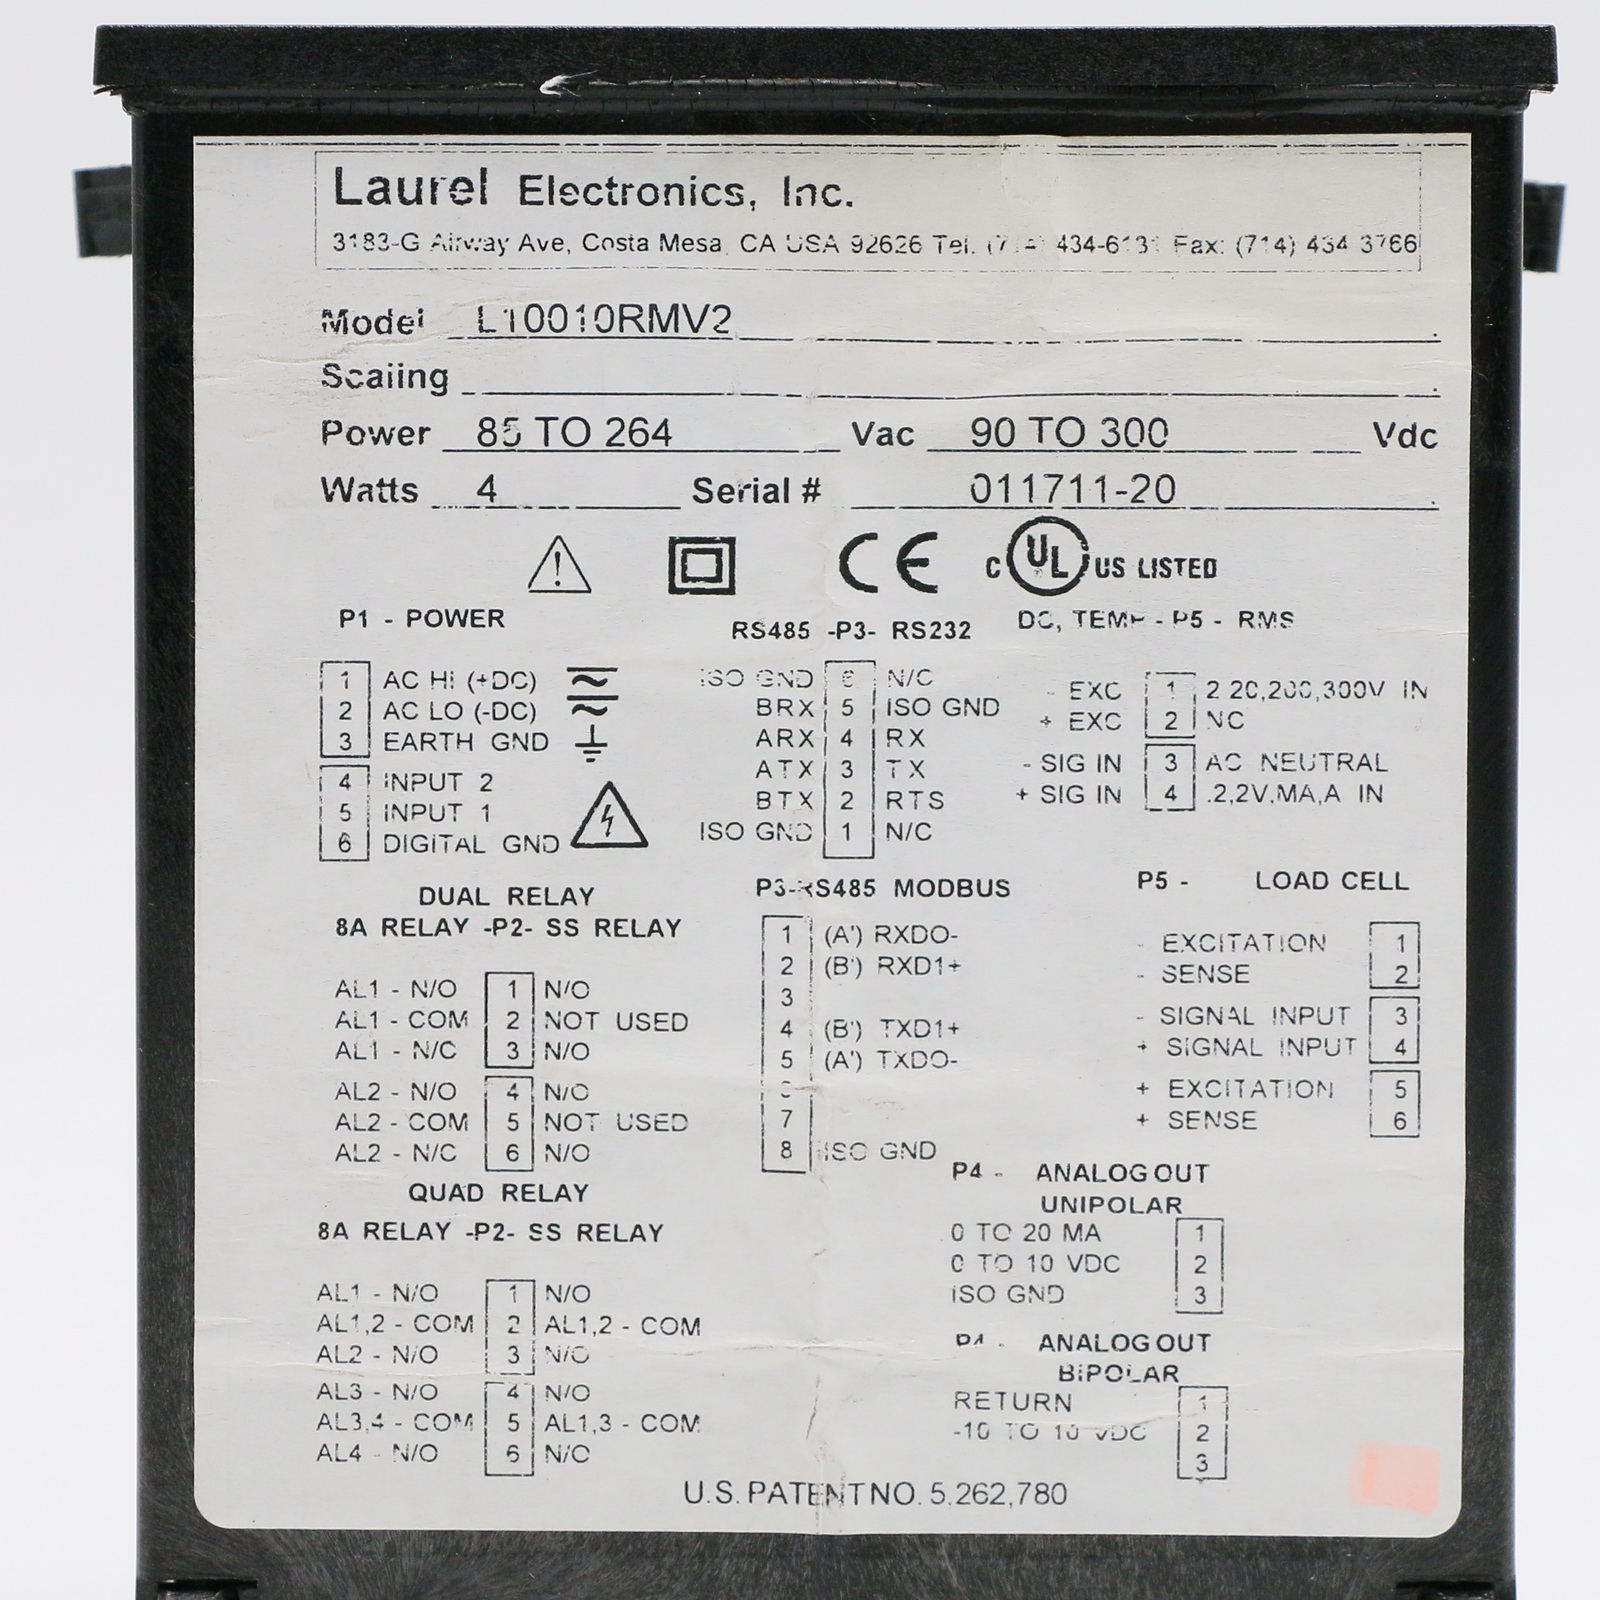 Laurel Electronics, Inc.
3183-G Airway Ave, Costa Mesa, CA USA 92626 Tel. 434-6131 Fax: (714) 434 3766
Model L10010RMV2
Scaling
Power 85 TO 264 Vac 90 TO 300 Vdc
Watts 4 Serial # 011711-20
CE C UL US LISTED
P1 - POWER
1 AC HI (+DC)
2 AC LO (-DC)
3 EARTH GND
4 INPUT 2
5 INPUT 1
6 DIGITAL GND
RS485 -P3- RS232
ISO GND 6 N/C
BRX 5 ISO GND
ARX 4 RX
ATX 3 TX
BTX 2 RTS
ISO GND 1 N/C
DC, TEMP - P5 - RMS
- EXC 1 2,20,200,300V IN
+ EXC 2 NC
- SIG IN 3 AC NEUTRAL
+ SIG IN 4 .2,2V,MA,A IN
DUAL RELAY
8A RELAY -P2- SS RELAY
AL1 - N/O 1 N/O
AL1 - COM 2 NOT USED
AL1 - N/C 3 N/O
AL2 - N/O 4 N/O
AL2 - COM 5 NOT USED
AL2 - N/C 6 N/O
P3-RS485 MODBUS
1 (A') RXDO-
2 (B') RXD1+
3
4 (B') TXD1+
5 (A') TXDO-
6
7
8 ISO GND
P5 - LOAD CELL
- EXCITATION 1
- SENSE 2
- SIGNAL INPUT 3
+ SIGNAL INPUT 4
+ EXCITATION 5
+ SENSE 6
QUAD RELAY
8A RELAY -P2- SS RELAY
AL1 - N/O 1 N/O
AL1,2 - COM 2 AL1,2 - COM
AL2 - N/O 3 N/O
AL3 - N/O 4 N/O
AL3,4 - COM 5 AL1,3 - COM
AL4 - N/O 6 N/O
P4 - ANALOG OUT
UNIPOLAR
0 TO 20 MA 1
0 TO 10 VDC 2
ISO GND 3
P4 - ANALOG OUT
BIPOLAR
RETURN 1
-10 TO 10 VDC 2
3
U.S. PATENT NO. 5,262,780